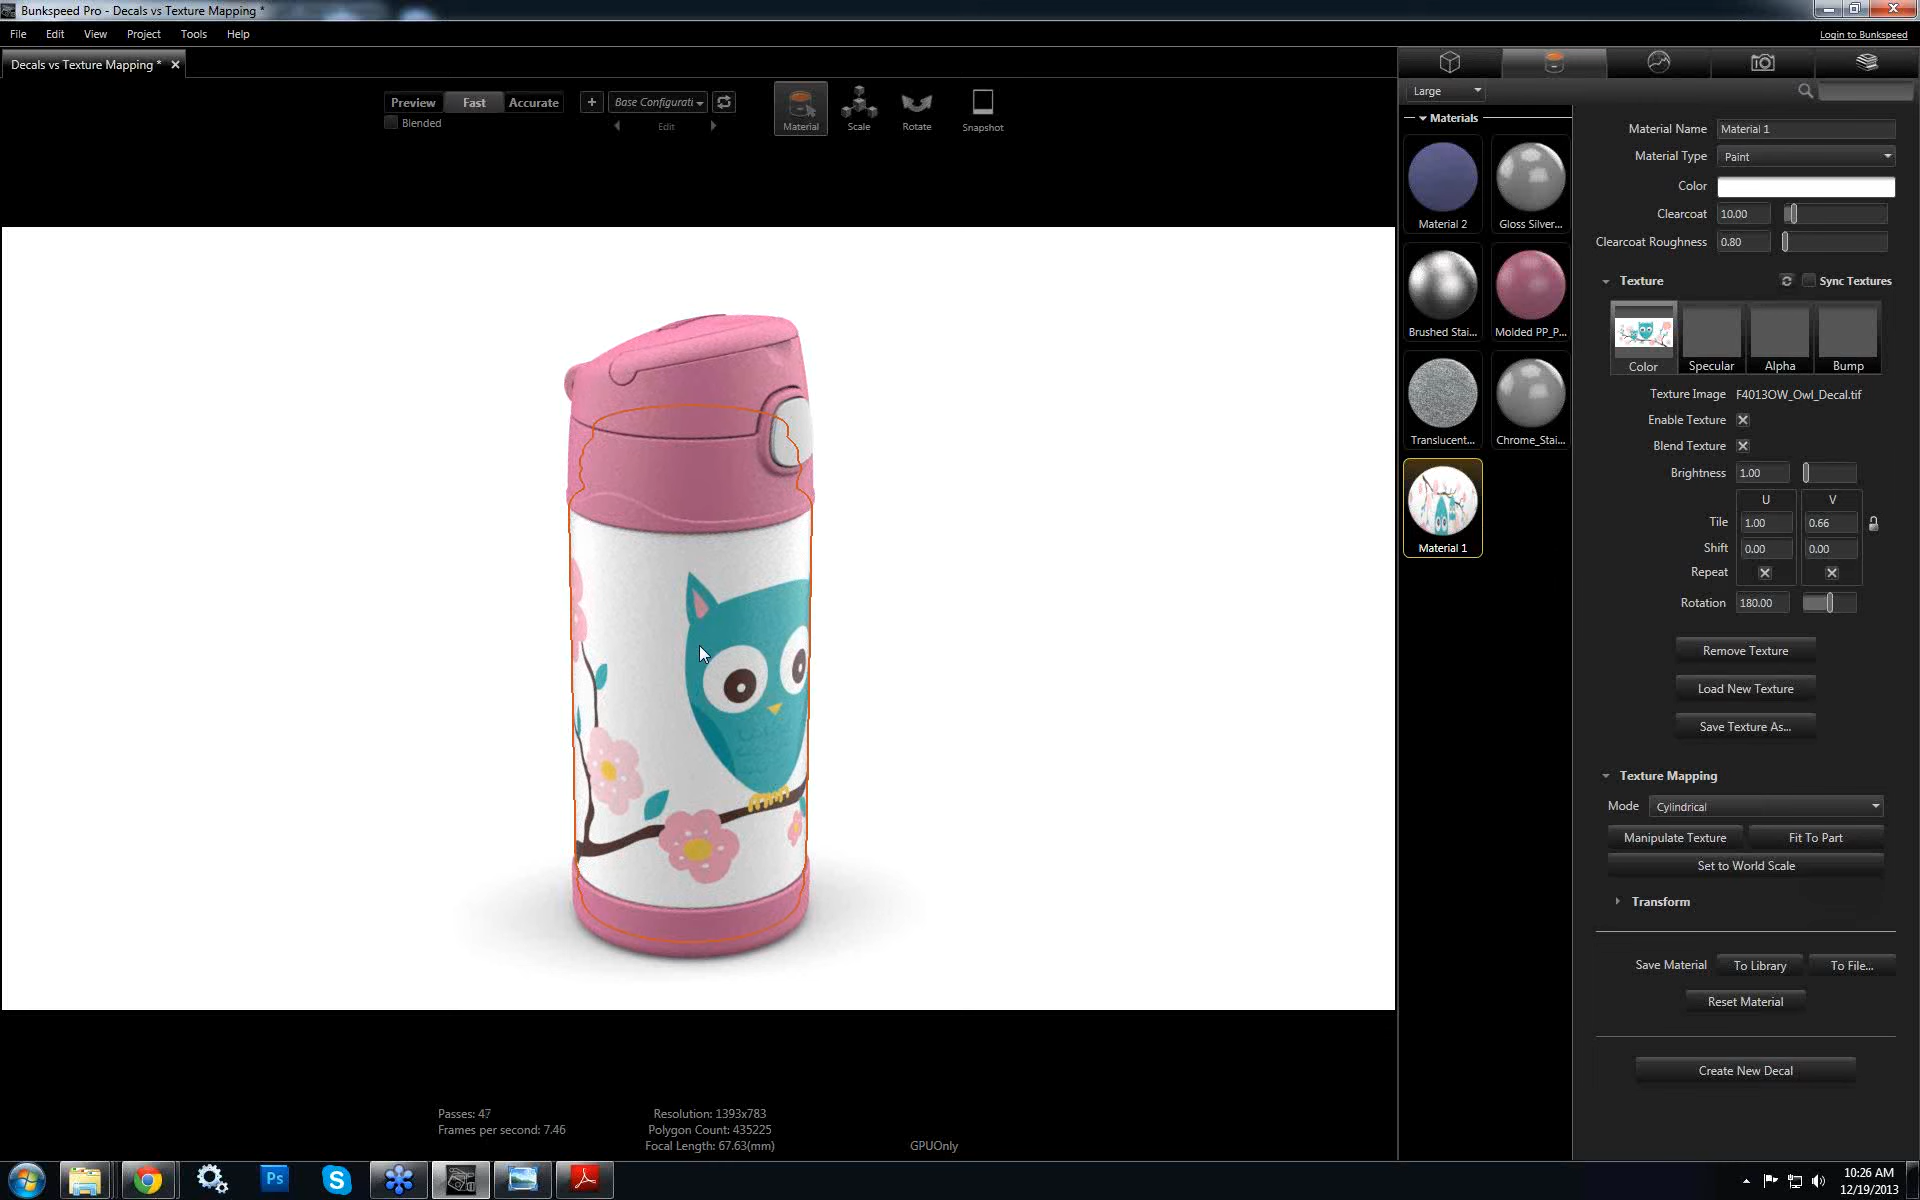 Bunkspeed Pro - Decals vs Texture Mapping *
File Edit View Project Tools Help
Login to Bunkspeed
Decals vs Texture Mapping *
Preview Fast Accurate
Blended
Base Configurati
Edit
Material Scale Rotate Snapshot
Large
Materials
Material 2 Gloss Silver...
Brushed Stai... Molded PP_P...
Translucent... Chrome_Stai...
Material 1
Material Name Material 1
Material Type Paint
Color
Clearcoat 10.00
Clearcoat Roughness 0.80
Texture Sync Textures
Color Specular Alpha Bump
Texture Image F4013OW_Owl_Decal.tif
Enable Texture
Blend Texture
Brightness 1.00
U V
Tile 1.00 0.66
Shift 0.00 0.00
Repeat
Rotation 180.00
Remove Texture
Load New Texture
Save Texture As...
Texture Mapping
Mode Cylindrical
Manipulate Texture Fit To Part
Set to World Scale
Transform
Save Material To Library To File...
Reset Material
Create New Decal
Passes: 47
Frames per second: 7.46
Resolution: 1393x783
Polygon Count: 435225
Focal Length: 67.63(mm)
GPUOnly
Ps
10:26 AM
12/19/2013